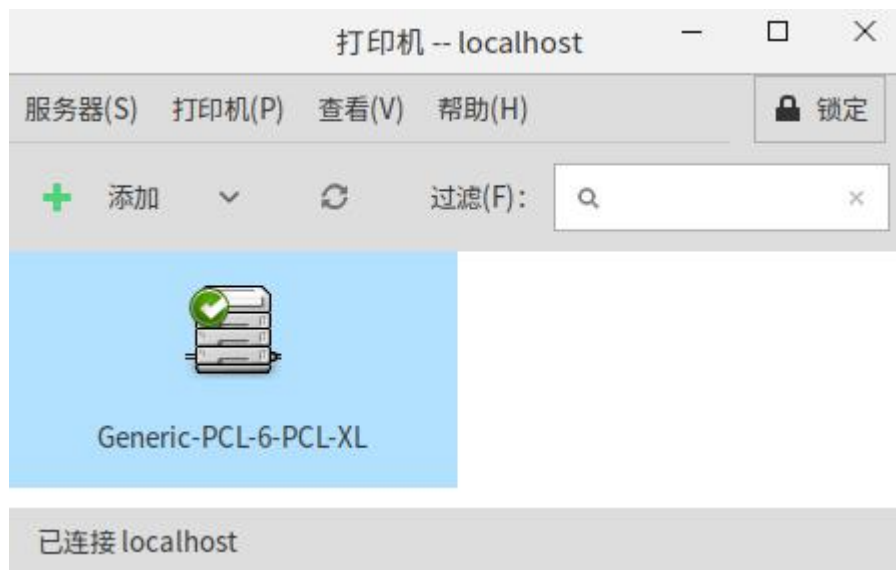 打印机 -- localhost
服务器(S) 打印机(P) 查看(V) 帮助(H) 锁定
添加 过滤(F):
Generic-PCL-6-PCL-XL
已连接 localhost